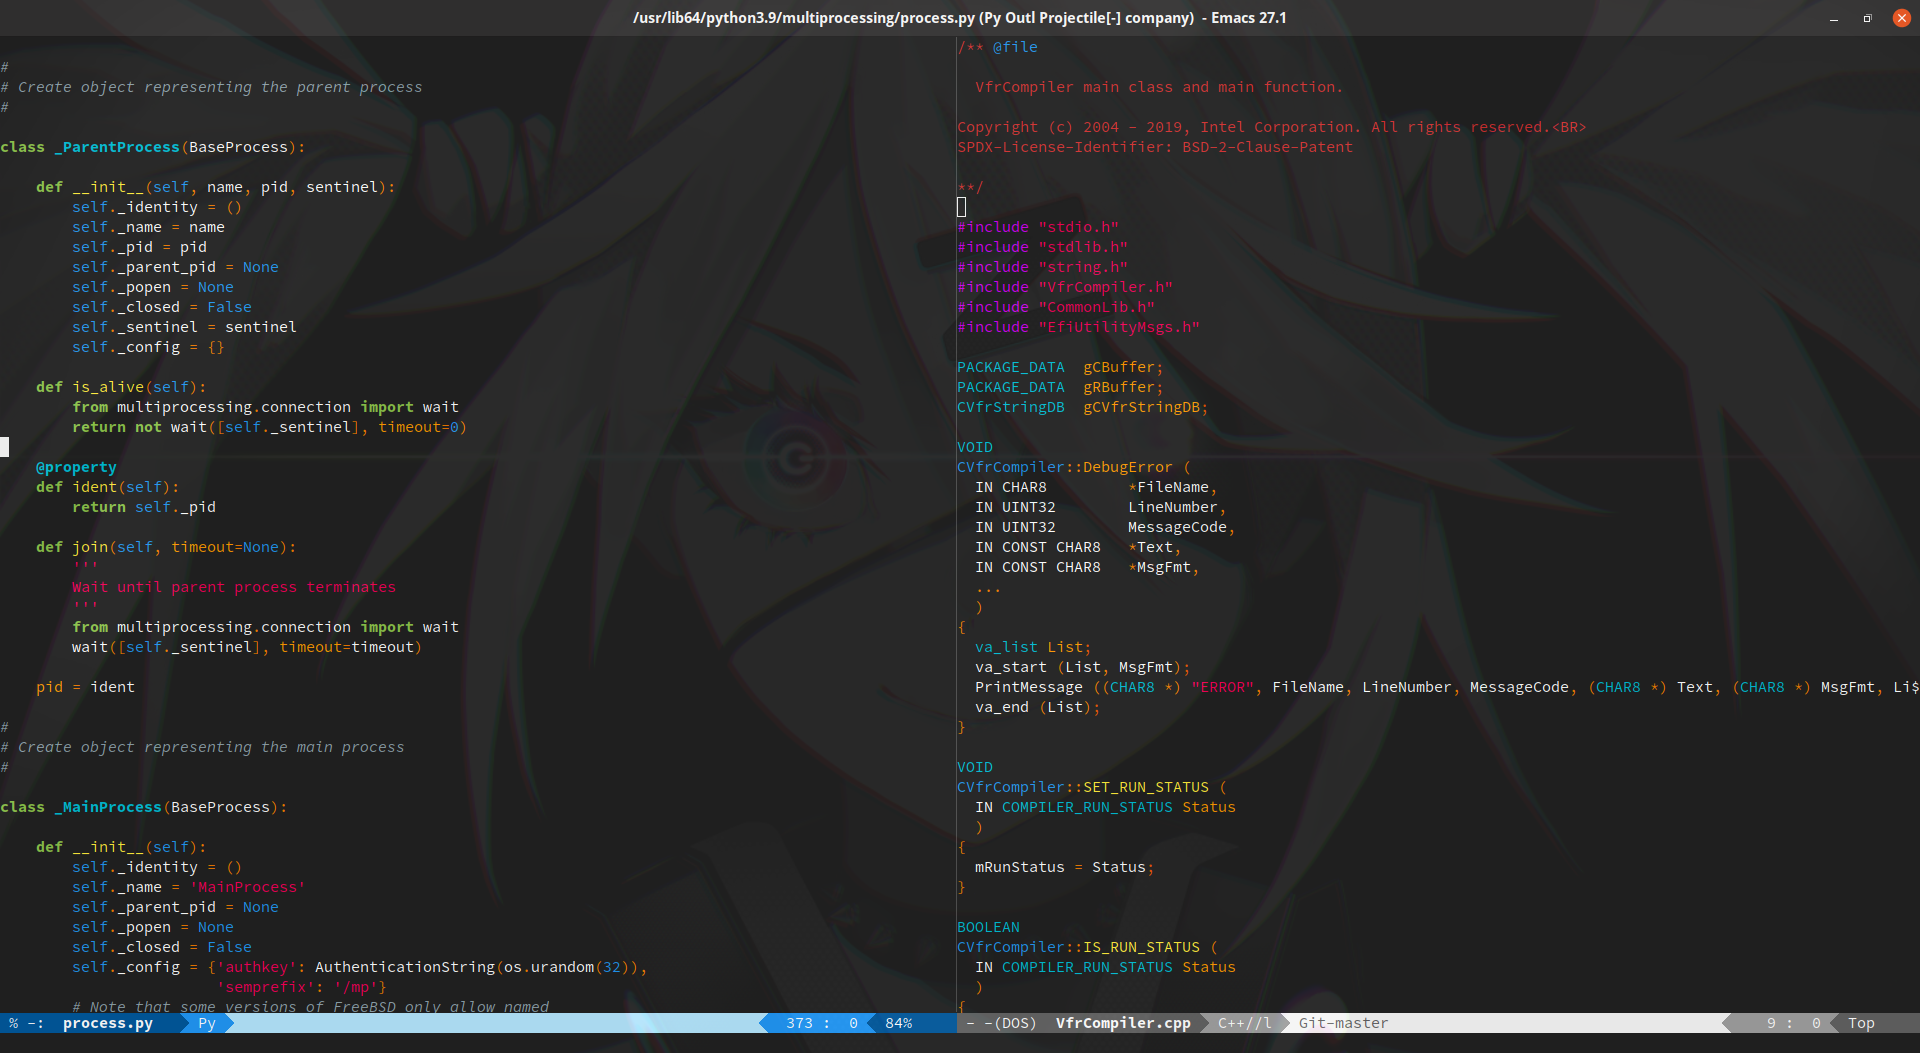 /usr/lib64/python3.9/multiprocessing/process.py (Py Outl Projectile[-] company)  - Emacs 27.1
#
# Create object representing the parent process
#
class _ParentProcess(BaseProcess):
    def __init__(self, name, pid, sentinel):
        self._identity = ()
        self._name = name
        self._pid = pid
        self._parent_pid = None
        self._popen = None
        self._closed = False
        self._sentinel = sentinel
        self._config = {}
    def is_alive(self):
        from multiprocessing.connection import wait
        return not wait([self._sentinel], timeout=0)
    @property
    def ident(self):
        return self._pid
    def join(self, timeout=None):
        '''
        Wait until parent process terminates
        '''
        from multiprocessing.connection import wait
        wait([self._sentinel], timeout=timeout)
    pid = ident
#
# Create object representing the main process
#
class _MainProcess(BaseProcess):
    def __init__(self):
        self._identity = ()
        self._name = 'MainProcess'
        self._parent_pid = None
        self._popen = None
        self._closed = False
        self._config = {'authkey': AuthenticationString(os.urandom(32)),
                        'semprefix': '/mp'}
        # Note that some versions of FreeBSD only allow named
% -:  process.py  Py  373 :  0  84%
/** @file
  VfrCompiler main class and main function.
Copyright (c) 2004 - 2019, Intel Corporation. All rights reserved.<BR>
SPDX-License-Identifier: BSD-2-Clause-Patent
**/
#include "stdio.h"
#include "stdlib.h"
#include "string.h"
#include "VfrCompiler.h"
#include "CommonLib.h"
#include "EfiUtilityMsgs.h"
PACKAGE_DATA  gCBuffer;
PACKAGE_DATA  gRBuffer;
CVfrStringDB  gCVfrStringDB;
VOID
CVfrCompiler::DebugError (
  IN CHAR8         *FileName,
  IN UINT32        LineNumber,
  IN UINT32        MessageCode,
  IN CONST CHAR8   *Text,
  IN CONST CHAR8   *MsgFmt,
  ...
  )
{
  va_list List;
  va_start (List, MsgFmt);
  PrintMessage ((CHAR8 *) "ERROR", FileName, LineNumber, MessageCode, (CHAR8 *) Text, (CHAR8 *) MsgFmt, Li$
  va_end (List);
}
VOID
CVfrCompiler::SET_RUN_STATUS (
  IN COMPILER_RUN_STATUS Status
  )
{
  mRunStatus = Status;
}
BOOLEAN
CVfrCompiler::IS_RUN_STATUS (
  IN COMPILER_RUN_STATUS Status
  )
{
- -(DOS)  VfrCompiler.cpp  C++//l  Git-master  9 :  0  Top